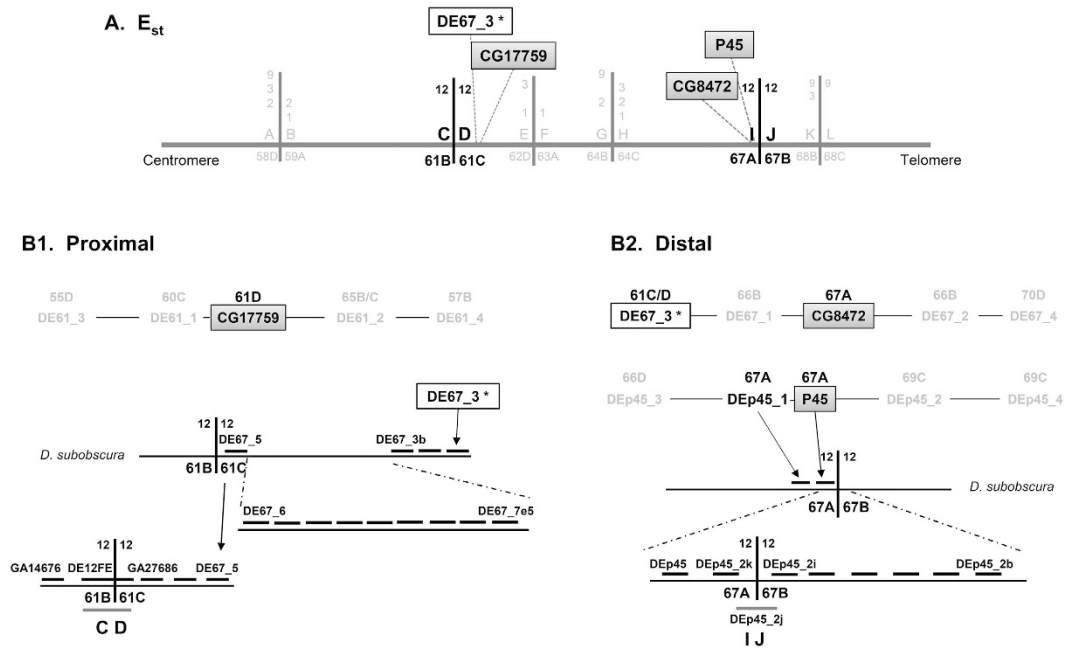 A. Est
DE67_3 *
CG17759
P45
CG8472
9 3 2 2 1
12 12
3 1 1
9 2 3 2 1
12 12
9 3 9
A B C D E F G H I J K L
Centromere 58D 59A 61B 61C 62D 63A 64B 64C 67A 67B 68B 68C Telomere
B1. Proximal
55D 60C 61D 65B/C 57B
DE61_3 DE61_1 CG17759 DE61_2 DE61_4
DE67_3 *
12 12
DE67_5 DE67_3b
D. subobscura
61B 61C
DE67_6 DE67_7e5
12 12
GA14676 DE12FE GA27686 DE67_5
61B 61C
C D
B2. Distal
61C/D 66B 67A 66B 70D
DE67_3 * DE67_1 CG8472 DE67_2 DE67_4
66D 67A 67A 69C 69C
DEp45_3 DEp45_1 P45 DEp45_2 DEp45_4
12 12
D. subobscura
67A 67B
12 12
DEp45 DEp45_2k DEp45_2i DEp45_2b
67A 67B
DEp45_2j
I J